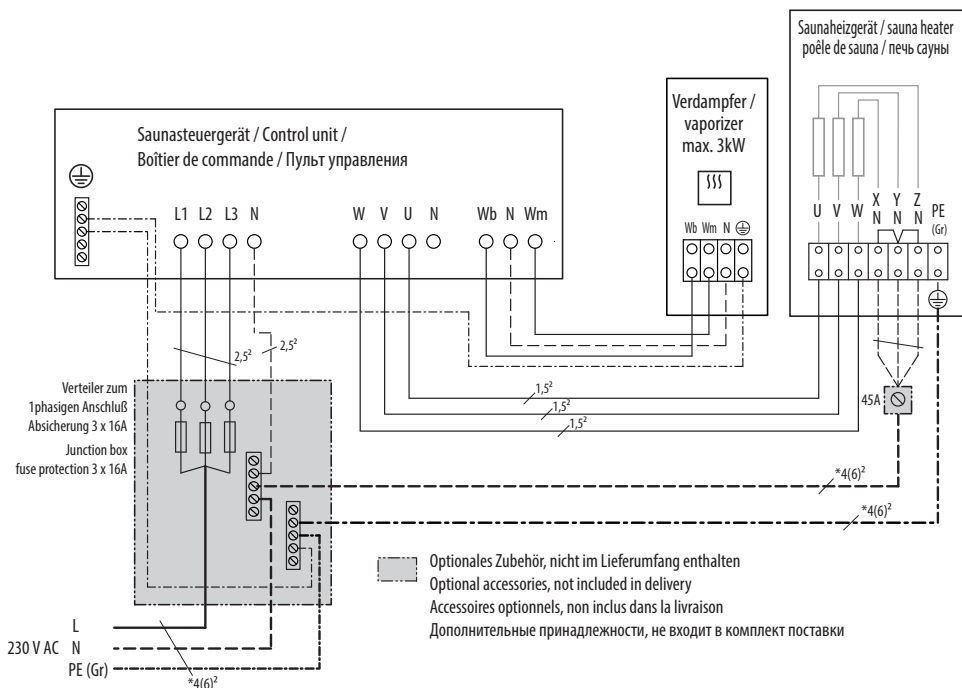 Saunaheizgerät / sauna heater
poêle de sauna / печь сауны
Verdampfer /
vaporizer
max. 3kW
Saunasteuergerät / Control unit /
Boîtier de commande / Пульт управления
L1 L2 L3 N W V U N Wb N Wm
Wb Wm N
X Y Z
U V W N N N PE
(Gr)
2,5²
2,5²
Verteiler zum
1phasigen Anschluß
Absicherung 3 x 16A
Junction box
fuse protection 3 x 16A
1,5²
1,5²
1,5²
45A
*4(6)²
*4(6)²
Optionales Zubehör, nicht im Lieferumfang enthalten
Optional accessories, not included in delivery
Accessoires optionnels, non inclus dans la livraison
Дополнительные принадлежности, не входит в комплект поставки
L
230 V AC N
PE (Gr)
*4(6)²